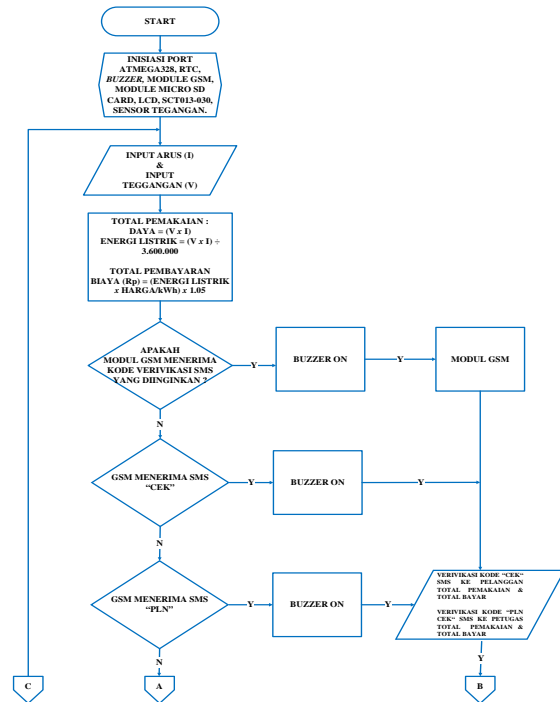 START
INISIASI PORT
ATMEGA328, RTC,
BUZZER, MODULE GSM,
MODULE MICRO SD
CARD, LCD, SCT013-030,
SENSOR TEGANGAN.
INPUT ARUS (I)
&
INPUT
TEGGANGAN (V)
TOTAL PEMAKAIAN :
DAYA = (V x I)
ENERGI LISTRIK = (V x I) ÷
3.600.000
TOTAL PEMBAYARAN
BIAYA (Rp) = (ENERGI LISTRIK
x HARGA/kWh) x 1.05
APAKAH
MODUL GSM MENERIMA
KODE VERIVIKASI SMS
YANG DIINGINKAN ?
Y
BUZZER ON
Y
MODUL GSM
N
GSM MENERIMA SMS
“CEK”
Y
BUZZER ON
Y
N
GSM MENERIMA SMS
“PLN”
Y
BUZZER ON
Y
VERIVIKASI KODE “CEK“
SMS KE PELANGGAN
TOTAL PEMAKAIAN &
TOTAL BAYAR
VERIVIKASI KODE “PLN
CEK“ SMS KE PETUGAS
TOTAL PEMAKAIAN &
TOTAL BAYAR
N
Y
C
A
B